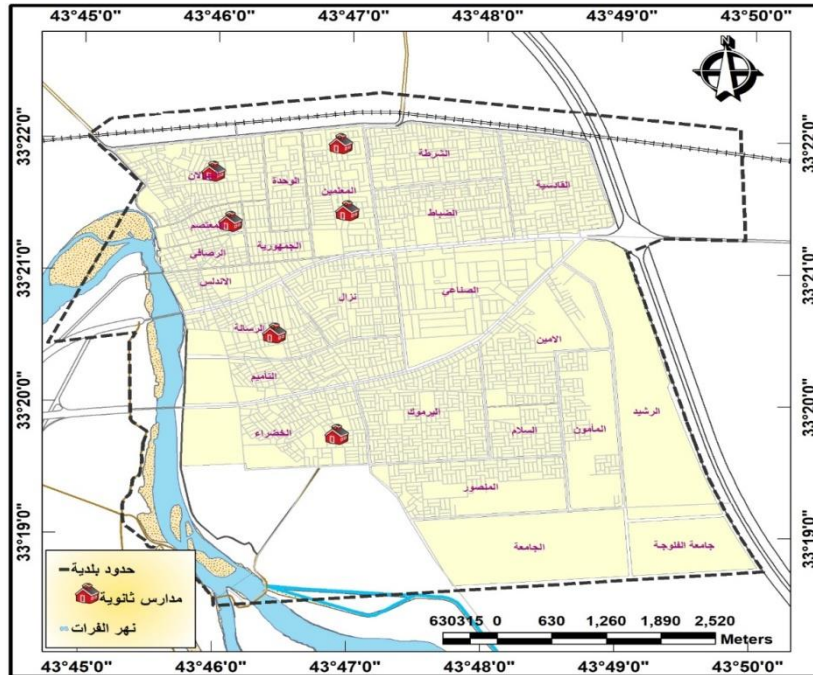 43°45'0"E 43°46'0"E 43°47'0"E 43°48'0"E 43°49'0"E 43°50'0"E
N
33°22'0"N 33°22'0"N
الشرطة
القادسية
الوحدة
المعلمين
الضباط
معتصم
الجمهورية
الرصافي
33°21'0"N 33°21'0"N
الاندلس
الصناعي
نزال
الرسالة
الامين
التاميم
33°20'0"N 33°20'0"N
اليرموك
الرشيد
السلام
المأمون
الخضراء
المنصور
33°19'0"N 33°19'0"N
الجامعة
جامعة الفلوجة
حدود بلدية
مدارس ثانوية
نهر الفرات
630315 0 630 1,260 1,890 2,520
Meters
43°45'0" 43°46'0" 43°47'0" 43°48'0" 43°49'0" 43°50'0"